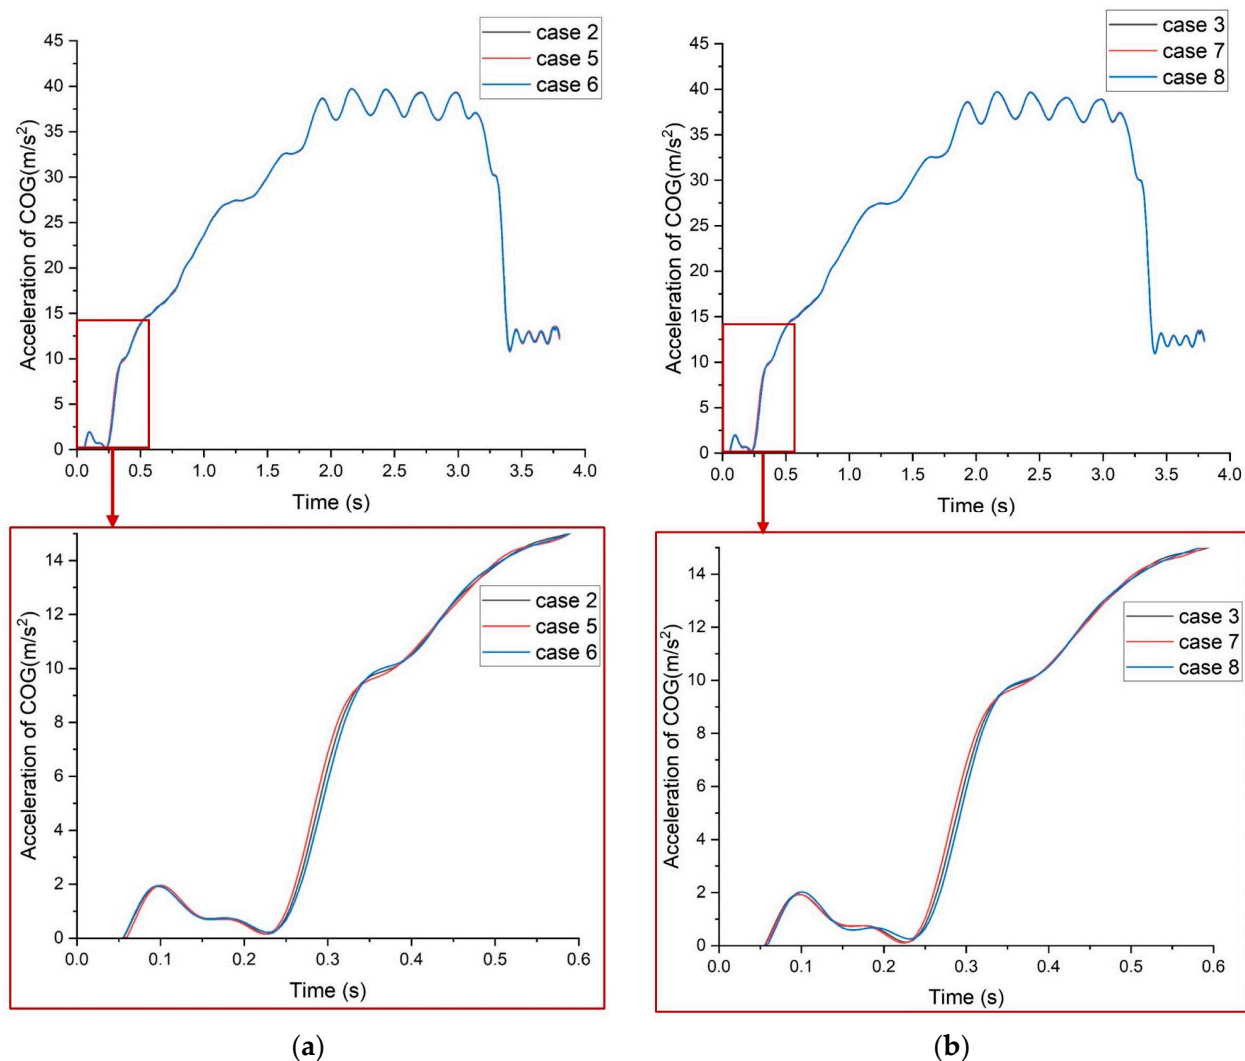 case 2
case 5
case 6
45
40
35
30
25
20
15
10
5
0
Acceleration of COG(m/s²)
0.0 0.5 1.0 1.5 2.0 2.5 3.0 3.5 4.0
Time (s)
case 3
case 7
case 8
45
40
35
30
25
20
15
10
5
0
Acceleration of COG(m/s²)
0.0 0.5 1.0 1.5 2.0 2.5 3.0 3.5 4.0
Time (s)
case 2
case 5
case 6
14
12
10
8
6
4
2
0
Acceleration of COG(m/s²)
0.0 0.1 0.2 0.3 0.4 0.5 0.6
Time (s)
case 3
case 7
case 8
14
12
10
8
6
4
2
0
Acceleration of COG(m/s²)
0.0 0.1 0.2 0.3 0.4 0.5 0.6
Time (s)
(a)
(b)